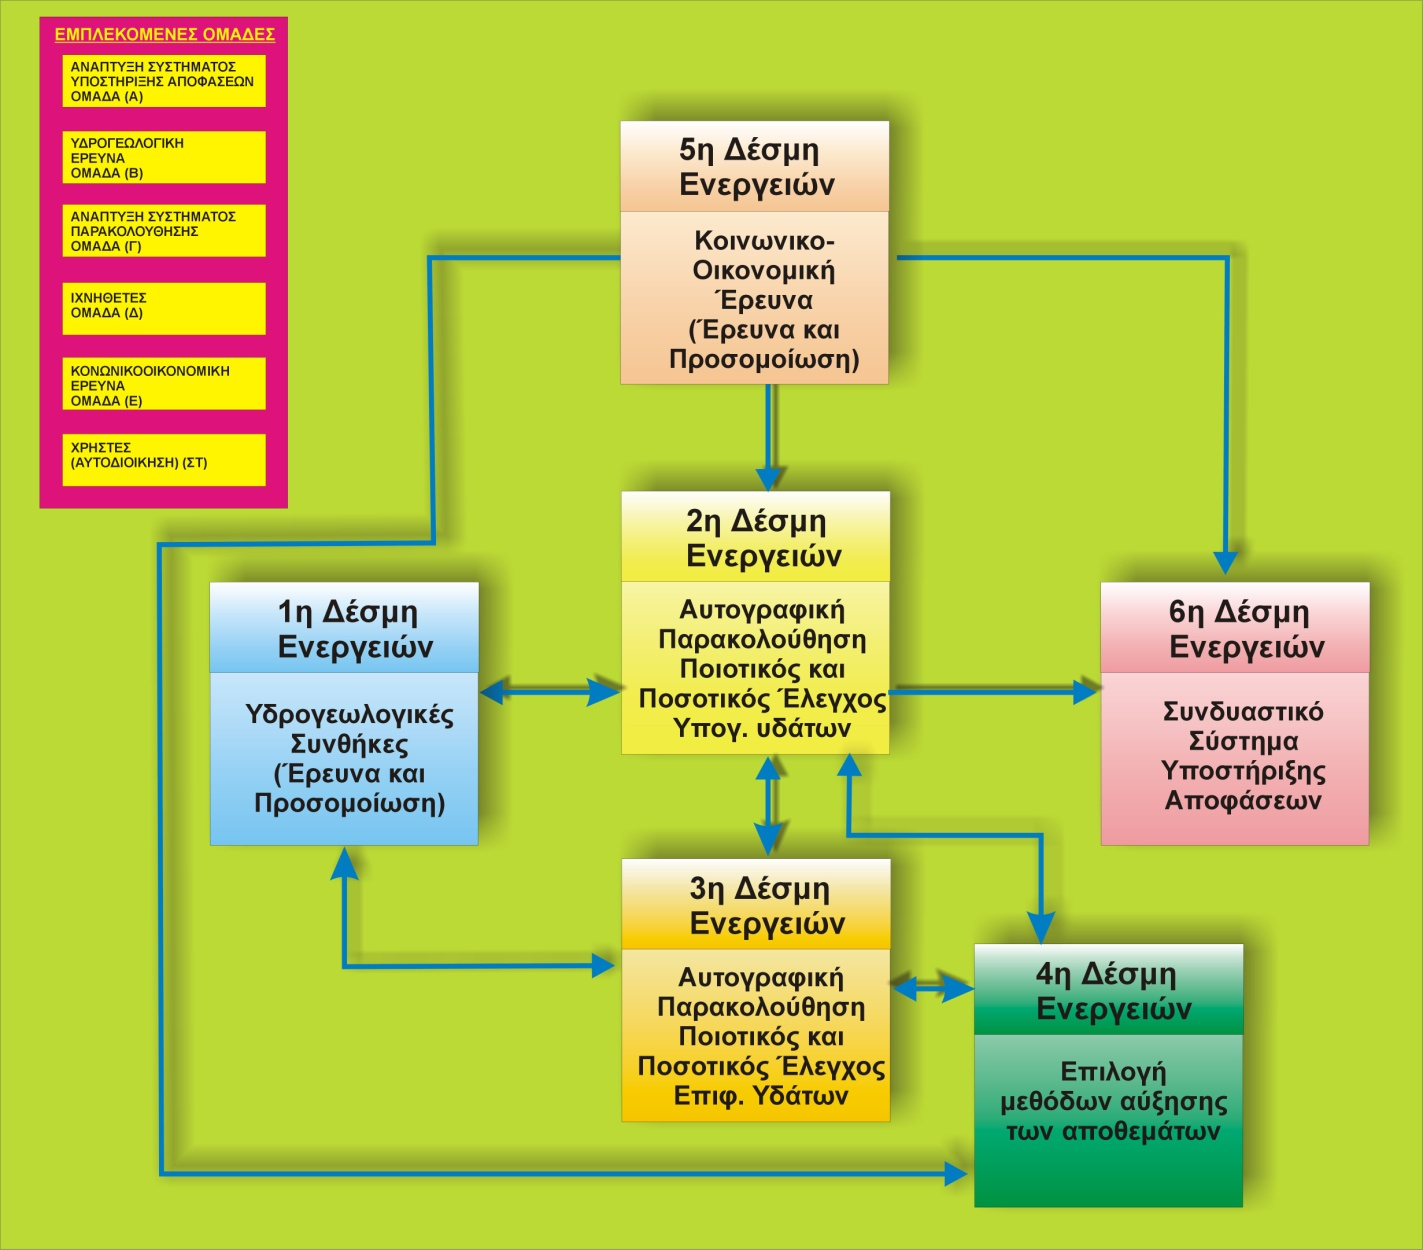 ΕΜΠΛΕΚΟΜΕΝΕΣ ΟΜΑΔΕΣ
ΑΝΑΠΤΥΞΗ ΣΥΣΤΗΜΑΤΟΣ
ΥΠΟΣΤΗΡΙΞΗΣ ΑΠΟΦΑΣΕΩΝ
ΟΜΑΔΑ (Α)
ΥΔΡΟΓΕΩΛΟΓΙΚΗ
ΕΡΕΥΝΑ
ΟΜΑΔΑ (Β)
ΑΝΑΠΤΥΞΗ ΣΥΣΤΗΜΑΤΟΣ
ΠΑΡΑΚΟΛΟΥΘΗΣΗΣ
ΟΜΑΔΑ (Γ)
ΙΧΝΗΘΕΤΕΣ
ΟΜΑΔΑ (Δ)
ΚΟΝΩΝΙΚΟΟΙΚΟΝΟΜΙΚΗ
ΕΡΕΥΝΑ
ΟΜΑΔΑ (Ε)
ΧΡΗΣΤΕΣ
(ΑΥΤΟΔΙΟΙΚΗΣΗ) (ΣΤ)
5η Δέσμη
Ενεργειών
Κοινωνικο-
Οικονομική
Έρευνα
(Έρευνα και
Προσομοίωση)
2η Δέσμη
Ενεργειών
Αυτογραφική
Παρακολούθηση
Ποιοτικός και
Ποσοτικός Έλεγχος
Υπογ. υδάτων
1η Δέσμη
Ενεργειών
Υδρογεωλογικές
Συνθήκες
(Έρευνα και
Προσομοίωση)
6η Δέσμη
Ενεργειών
Συνδυαστικό
Σύστημα
Υποστήριξης
Αποφάσεων
3η Δέσμη
Ενεργειών
Αυτογραφική
Παρακολούθηση
Ποιοτικός και
Ποσοτικός Έλεγχος
Επιφ. Υδάτων
4η Δέσμη
Ενεργειών
Επιλογή
μεθόδων αύξησης
των αποθεμάτων